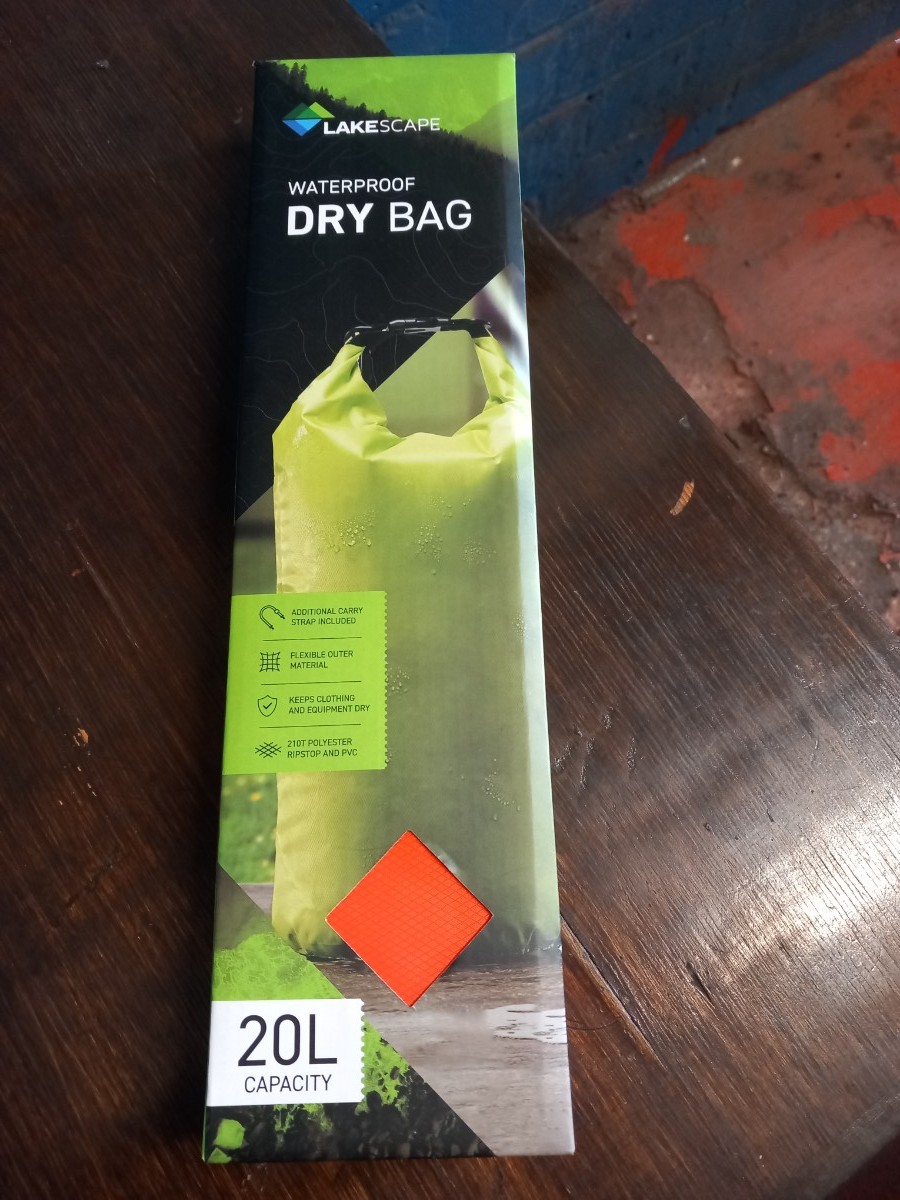 LAKESCAPE
WATERPROOF
DRY BAG
ADDITIONAL CARRY
STRAP INCLUDED
FLEXIBLE OUTER
MATERIAL
KEEPS CLOTHING
AND EQUIPMENT DRY
210T POLYESTER
RIPSTOP AND PVC
20L
CAPACITY